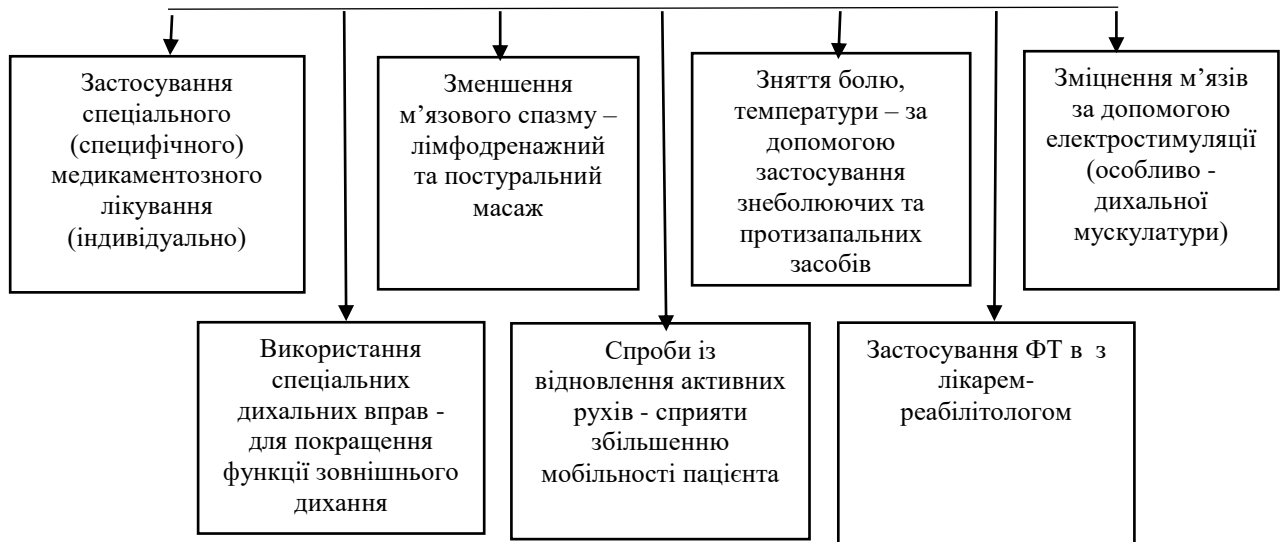 Застосування
спеціального
(специфічного)
медикаментозного
лікування
(індивідуально)
Зменшення
м’язового спазму –
лімфодренажний
та постуральний
масаж
Зняття болю,
температури – за
допомогою
застосування
знеболюючих та
протизапальних
засобів
Зміцнення м’язів
за допомогою
електростимуляції
(особливо -
дихальної
мускулатури)
Використання
спеціальних
дихальних вправ -
для покращення
функції зовнішнього
дихання
Спроби із
відновлення активних
рухів - сприяти
збільшенню
мобільності пацієнта
Застосування ФТ в з
лікарем-
реабілітологом